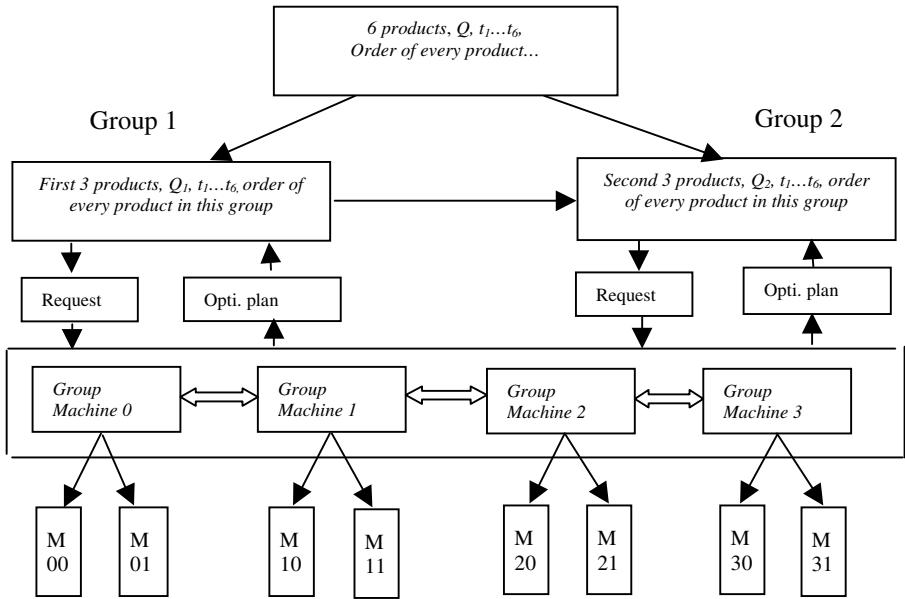 6 products, Q, t₁…t₆,
Order of every product…
Group 1
Group 2
First 3 products, Q₁, t₁…t₆, order of
every product in this group
Second 3 products, Q₂, t₁…t₆, order
of every product in this group
Request
Opti. plan
Request
Opti. plan
Group
Machine 0
Group
Machine 1
Group
Machine 2
Group
Machine 3
M
00
M
01
M
10
M
11
M
20
M
21
M
30
M
31